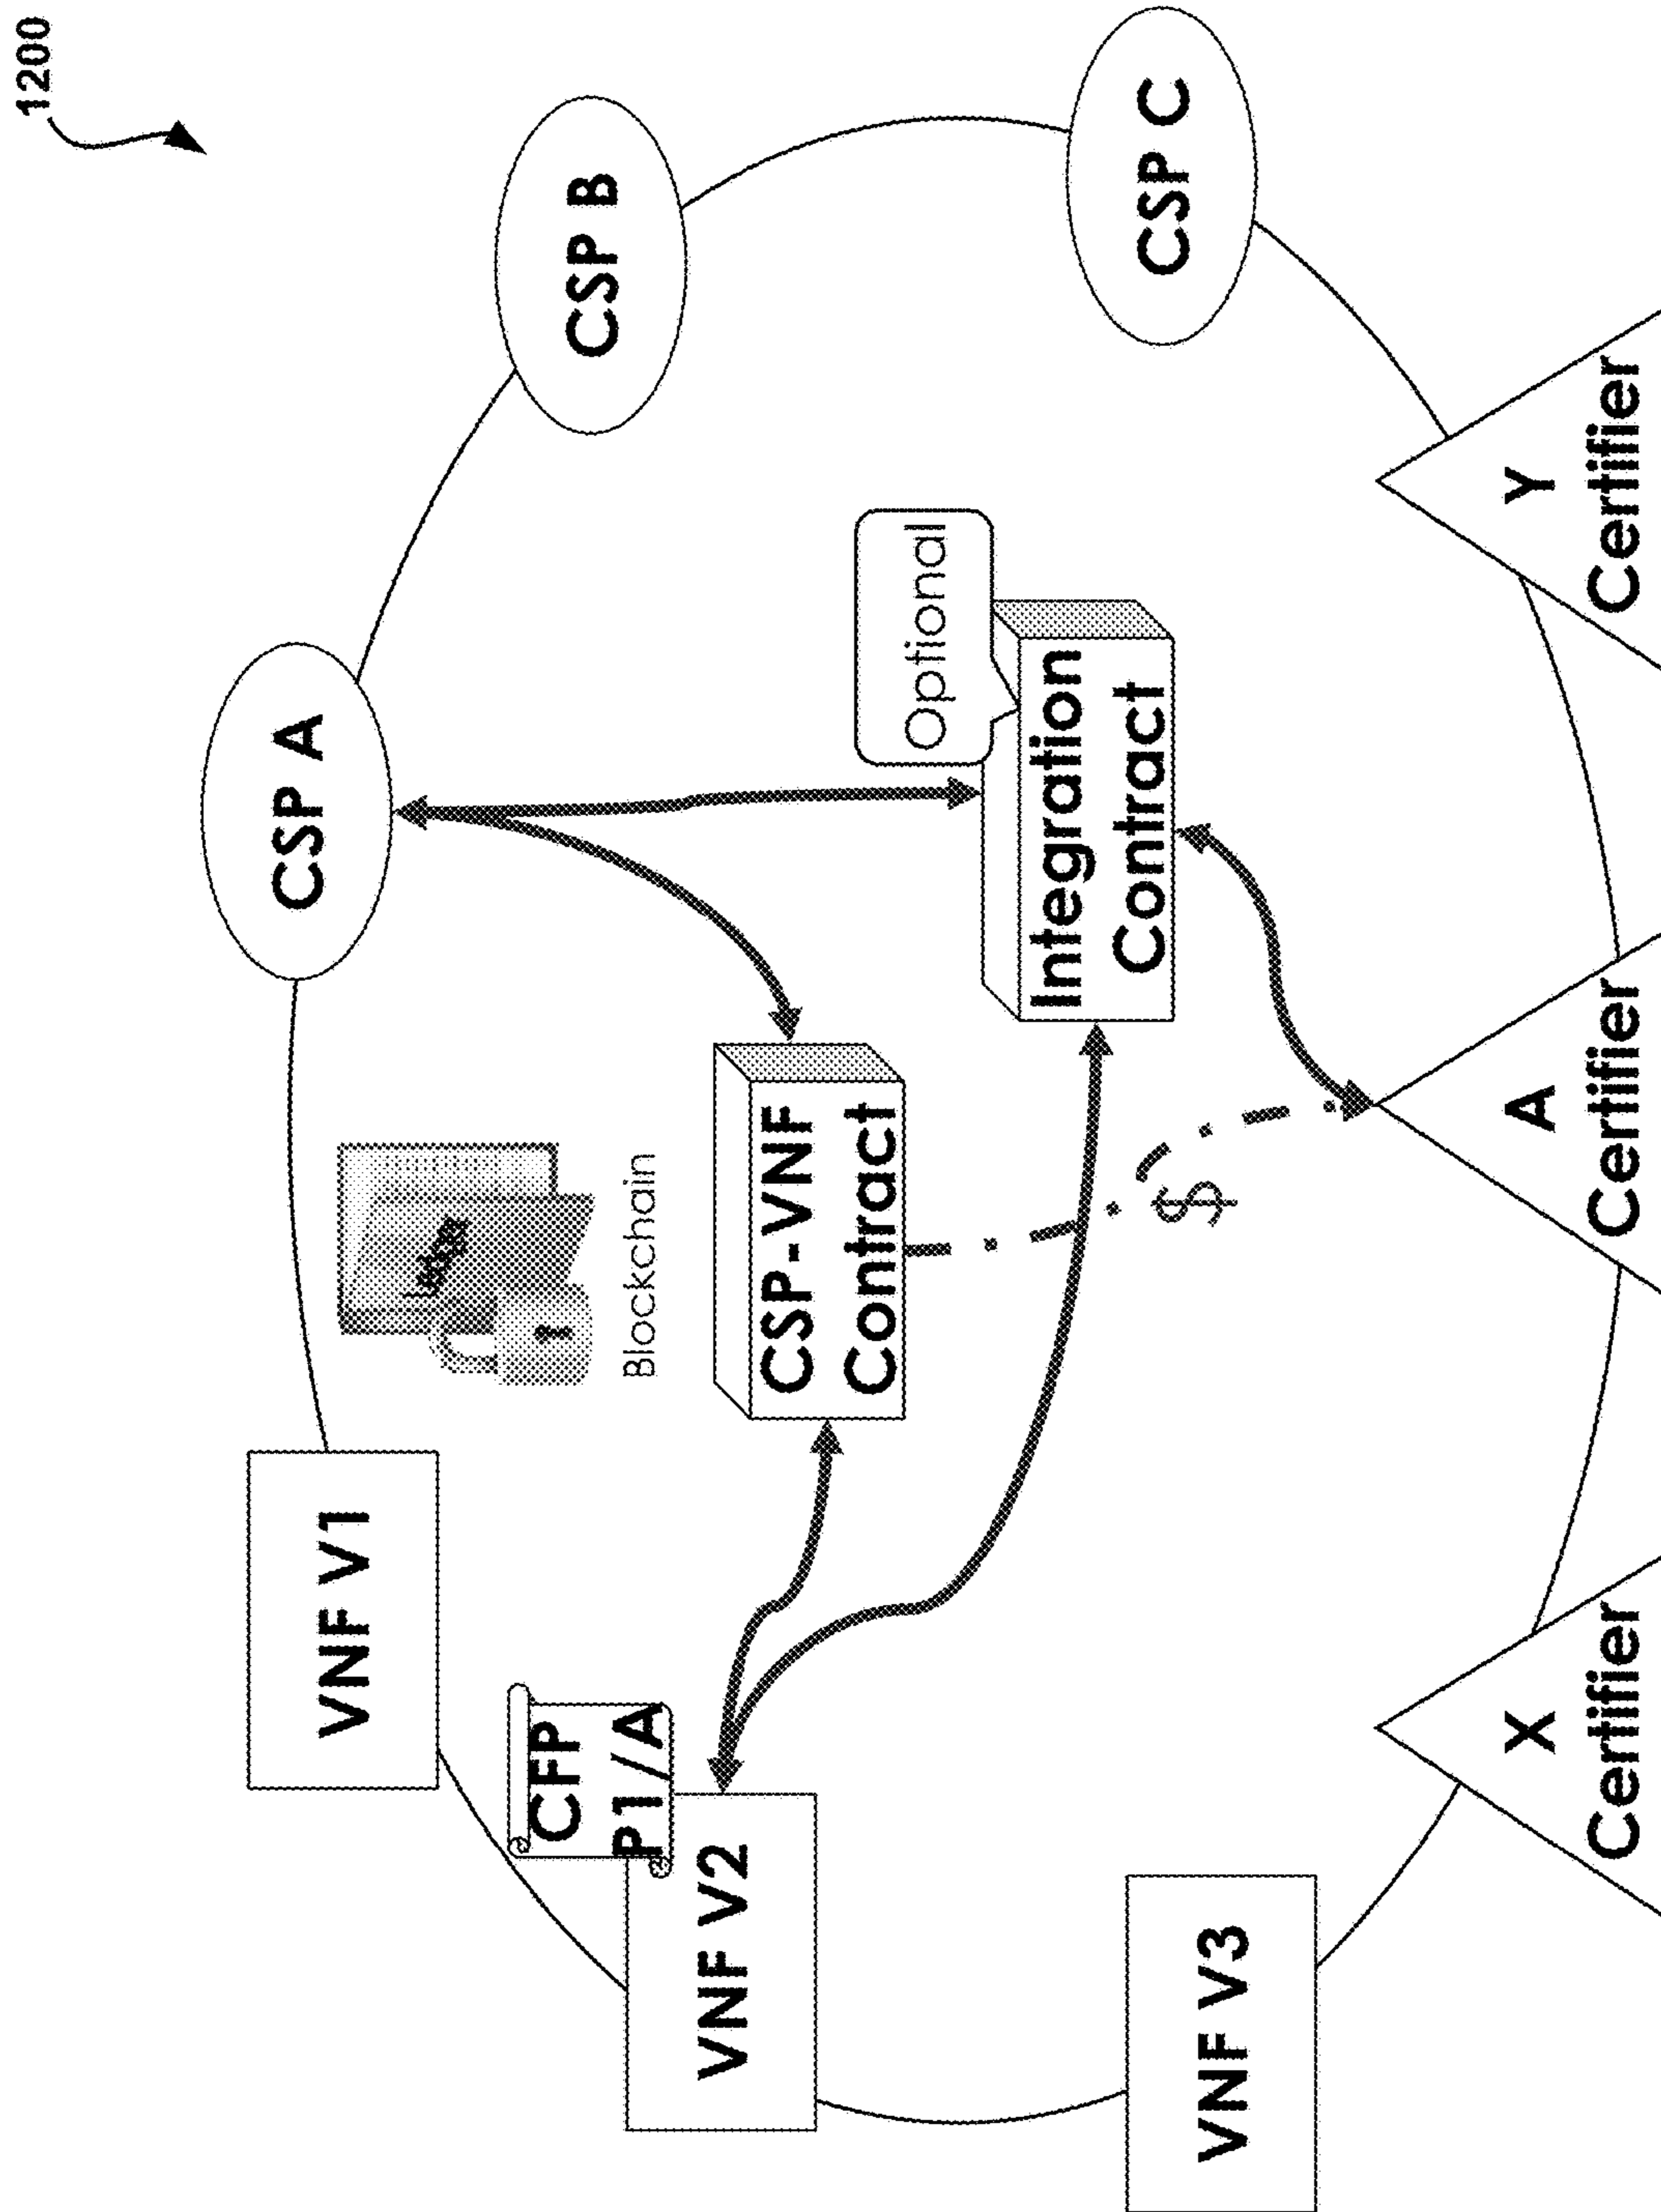 1200
CSP A
CSP B
CSP C
VNF V1
Blockchain
CFP
P1/A
VNF V2
CSP-VNF
Contract
Optional
Integration
Contract
$
VNF V3
X
Certifier
A
Certifier
Y
Certifier